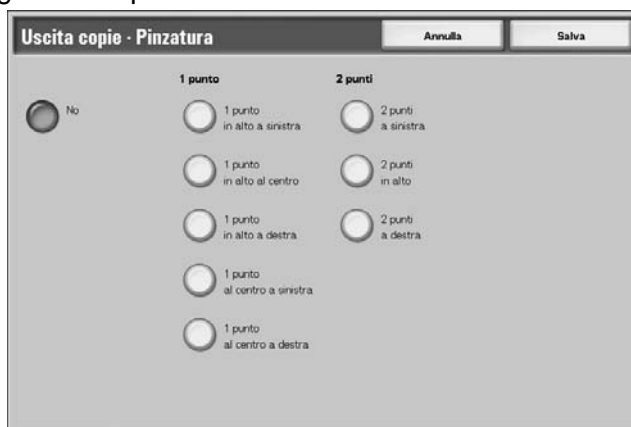 Uscita copie · Pinzatura
Annulla
Salva
1 punto
2 punti
No
1 punto
in alto a sinistra
1 punto
in alto al centro
1 punto
in alto a destra
1 punto
al centro a sinistra
1 punto
al centro a destra
2 punti
a sinistra
2 punti
in alto
2 punti
a destra